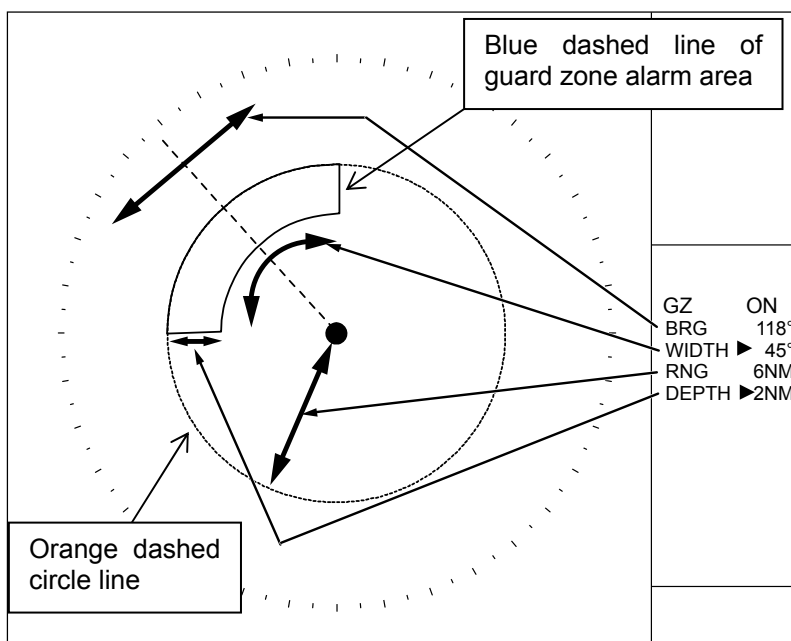 Blue dashed line of
guard zone alarm area
GZ ON
BRG 118°
WIDTH ► 45°
RNG 6NM
DEPTH ►2NM
Orange dashed
circle line